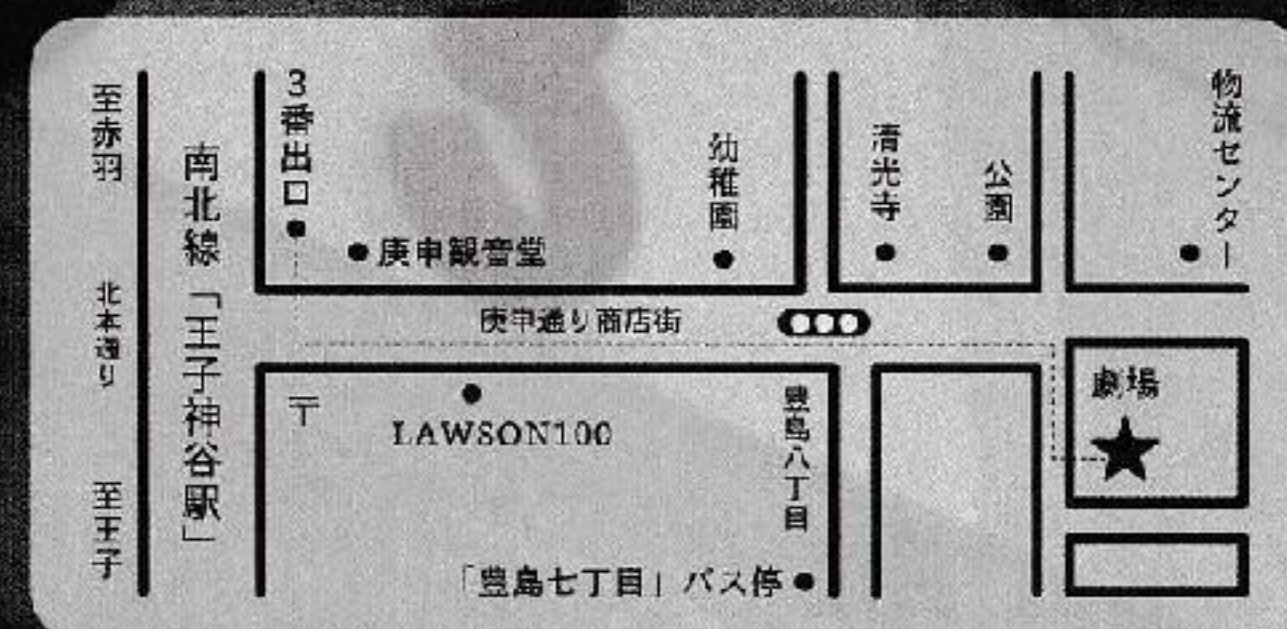 至赤羽
北本通り
至王子
南北線「王子神谷駅」
3番出口
庚申観音堂
幼稚園
清光寺
公園
物流センター
庚申通り商店街
劇場
〒
LAWSON100
豊島八丁目
「豊島七丁目」バス停